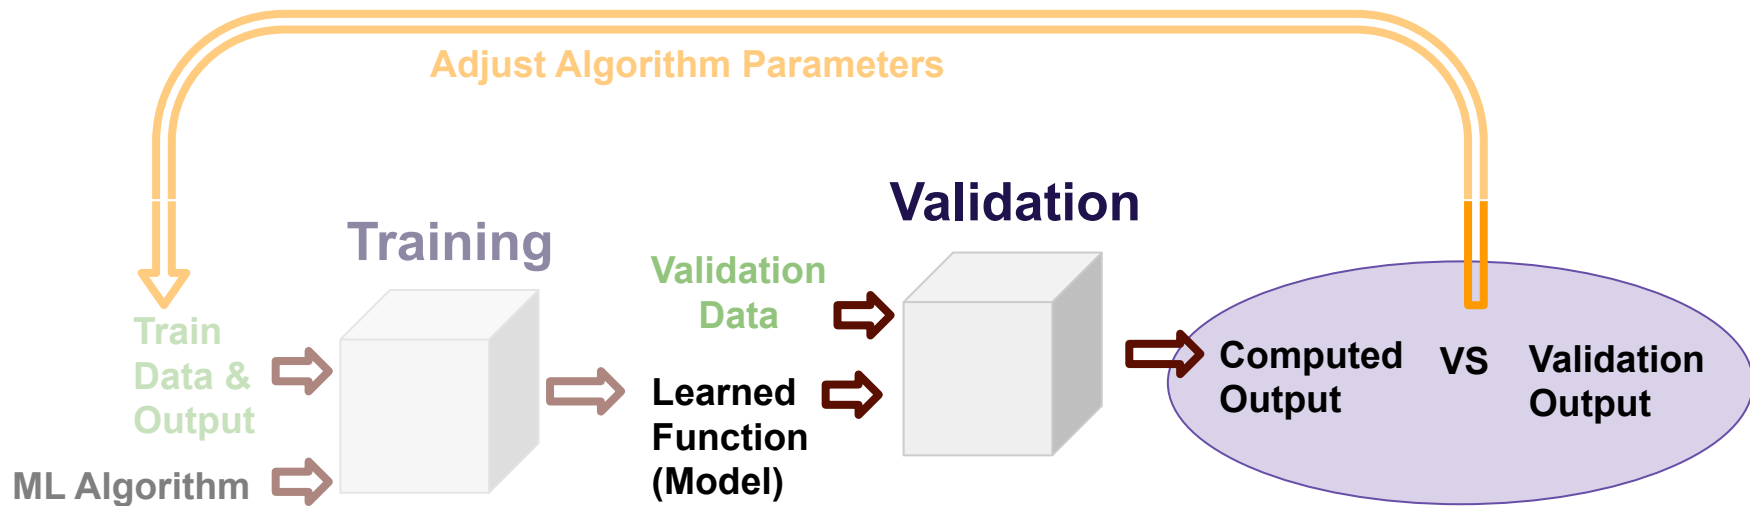 Adjust Algorithm Parameters
Training
Validation
Train
Data &
Output
ML Algorithm
Validation
Data
Learned
Function
(Model)
Computed
Output
VS
Validation
Output